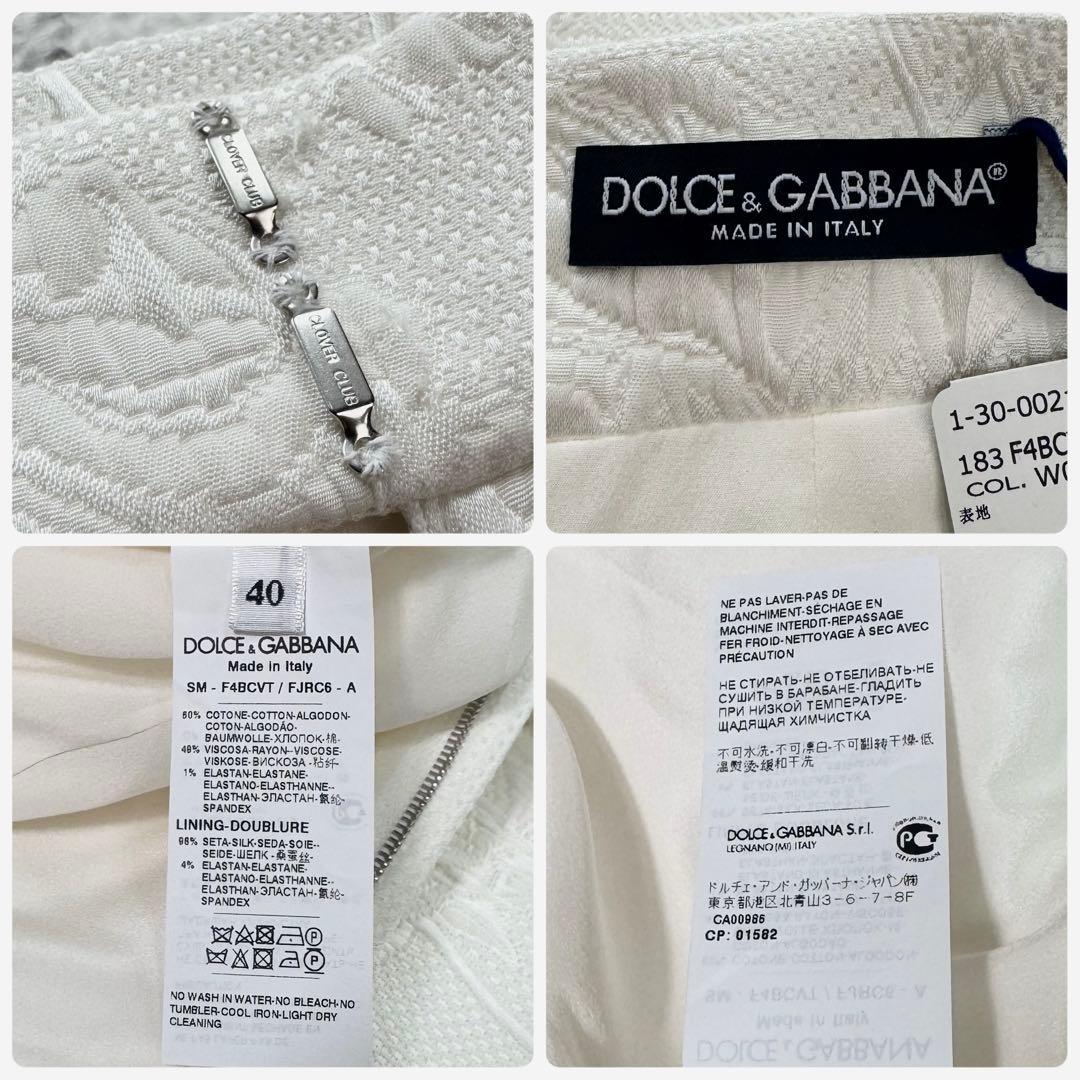 CLOVER CLUB
CLOVER CLUB
DOLCE & GABBANA®
MADE IN ITALY
1-30-002
183 F4BC
COL. W
表地
40
DOLCE & GABBANA
Made in Italy
SM - F4BCVT / FJRC6 - A
50% COTONE-COTTON-ALGODON-
COTON-ALGODÃO-
BAUMWOLLE-ХЛОПОК-棉-
49% VISCOSA-RAYON--VISCOSE-
VISKOSE-ВИСКОЗА -粘纤-
1% ELASTAN-ELASTANE-
ELASTANO-ELASTHANNE--
ELASTHAN-ЭЛАСТАН-氨纶-
SPANDEX
LINING-DOUBLURE
96% SETA-SILK-SEDA-SOIE--
SEIDE-ШЕЛК -桑蚕丝-
4% ELASTAN-ELASTANE-
ELASTANO-ELASTHANNE--
ELASTHAN-ЭЛАСТАН-氨纶-
SPANDEX
NO WASH IN WATER-NO BLEACH-NO
TUMBLER-COOL IRON-LIGHT DRY
CLEANING
NE PAS LAVER-PAS DE
BLANCHIMENT-SÉCHAGE EN
MACHINE INTERDIT-REPASSAGE
FER FROID-NETTOYAGE À SEC AVEC
PRÉCAUTION
НЕ СТИРАТЬ-НЕ ОТБЕЛИВАТЬ-НЕ
СУШИТЬ В БАРАБАНЕ-ГЛАДИТЬ
ПРИ НИЗКОЙ ТЕМПЕРАТУРЕ-
ЩАДЯЩАЯ ХИМЧИСТКА
不可水洗-不可漂白-不可翻转干燥-低
温熨烫-缓和干洗
DOLCE & GABBANA S.r.l.
LEGNANO (MI) ITALY
ドルチェ・アンド・ガッバーナ・ジャパン㈱
東京都港区北青山3-6-7-8F
CA00986
CP: 01582